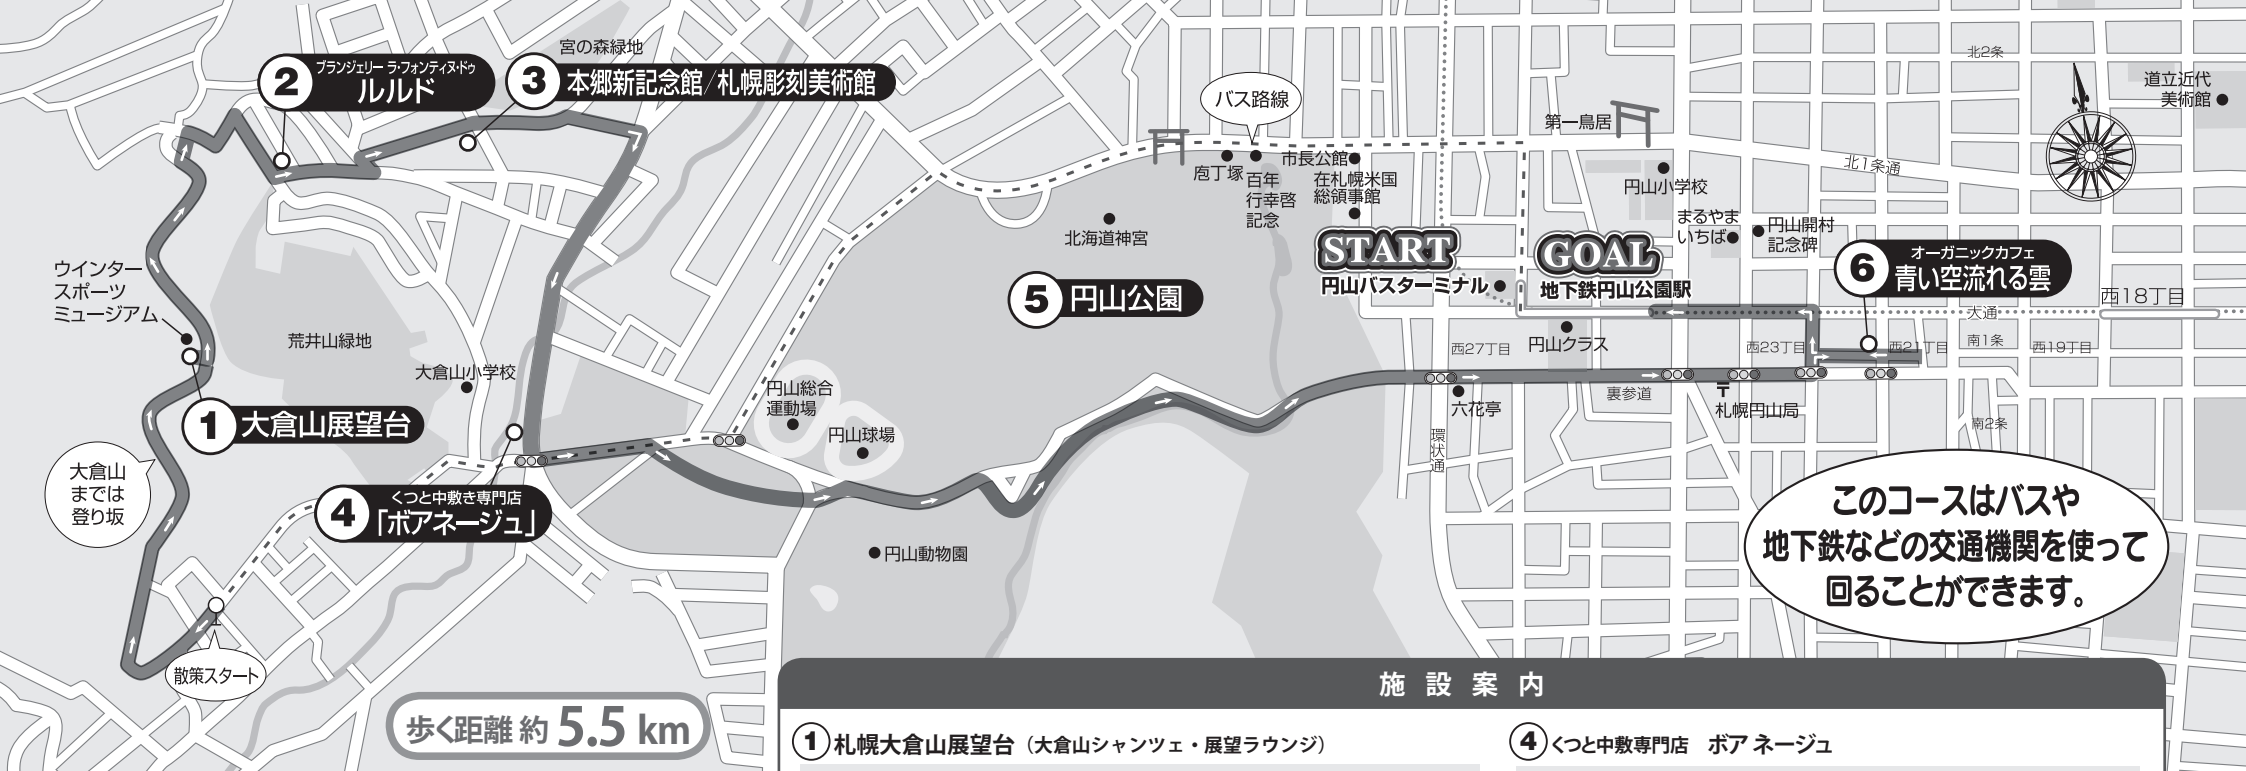 宮の森緑地
北2条
道立近代
美術館
2
ブランジェリー ラ・フォンティヌ・ドゥ
ルルド
3
本郷新記念館/札幌彫刻美術館
バス路線
第一鳥居
北1条通
庖丁塚
百年
行幸啓
記念
市長公館
在札幌米国
総領事館
円山小学校
まるやま
いちば
円山開村
記念碑
北海道神宮
START
円山バスターミナル
GOAL
地下鉄円山公園駅
6
オーガニックカフェ
青い空流れる雲
西18丁目
大通
ウインター
スポーツ
ミュージアム
5
円山公園
荒井山緑地
大倉山小学校
西27丁目
円山クラス
西23丁目
西21丁目
南1条
西19丁目
円山総合
運動場
円山球場
六花亭
裏参道
札幌円山局
南2条
環状通
1
大倉山展望台
大倉山
までは
登り坂
4
くつと中敷き専門店
「ボアネージュ」
円山動物園
このコースはバスや
地下鉄などの交通機関を使って
回ることができます。
散策スタート
歩く距離 約 5.5 km
施設案内
1 札幌大倉山展望台（大倉山シャンツェ・展望ラウンジ）
4 くつと中敷専門店 ボア ネージュ